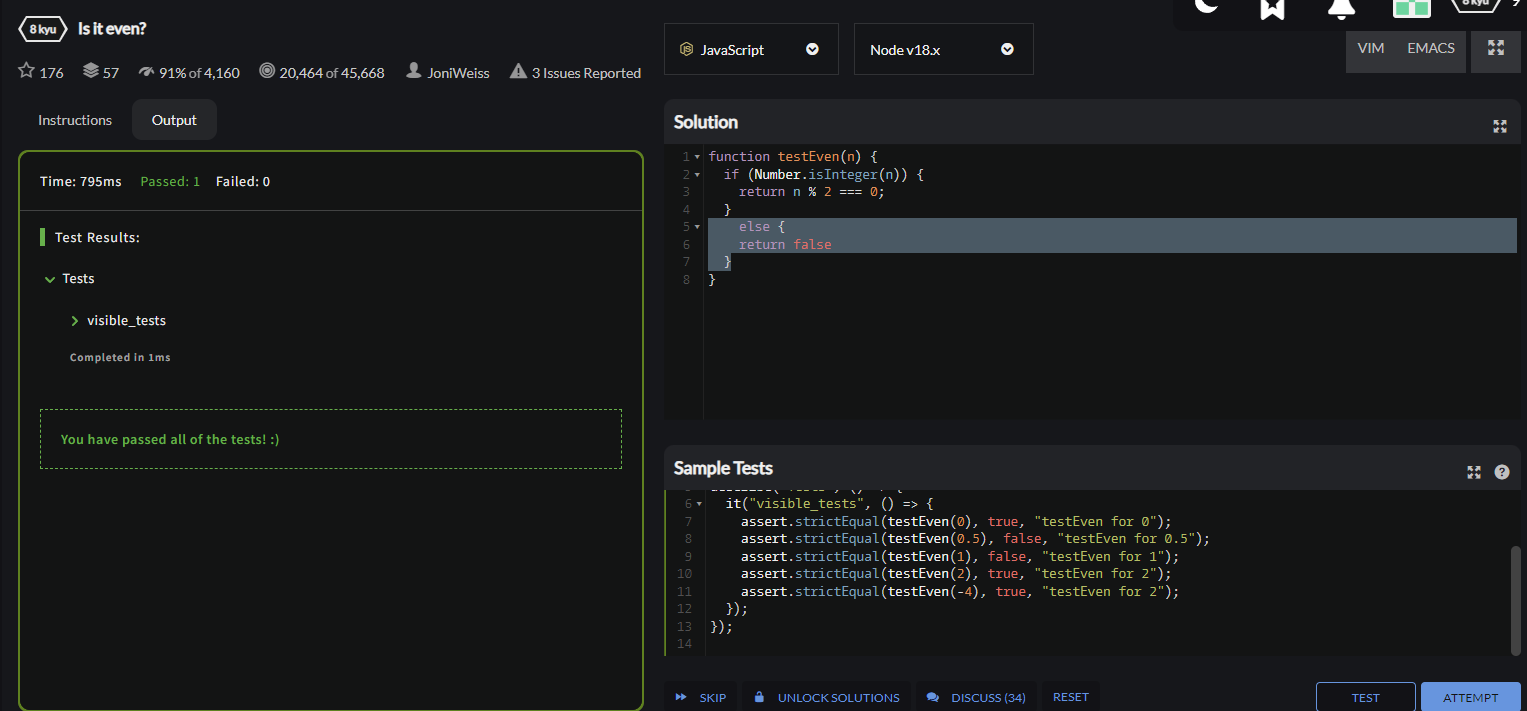 8 kyu Is it even?
176 57 91% of 4,160 20,464 of 45,668 JoniWeiss 3 Issues Reported
Instructions Output
Time: 795ms Passed: 1 Failed: 0
Test Results:
Tests
visible_tests
Completed in 1ms
You have passed all of the tests! :)
JavaScript Node v18.x VIM EMACS
Solution
1 function testEven(n) {
2 if (Number.isInteger(n)) {
3 return n % 2 === 0;
4 }
5 else {
6 return false
7 }
8 }
Sample Tests
6 it("visible_tests", () => {
7 assert.strictEqual(testEven(0), true, "testEven for 0");
8 assert.strictEqual(testEven(0.5), false, "testEven for 0.5");
9 assert.strictEqual(testEven(1), false, "testEven for 1");
10 assert.strictEqual(testEven(2), true, "testEven for 2");
11 assert.strictEqual(testEven(-4), true, "testEven for 2");
12 });
13 });
14
SKIP UNLOCK SOLUTIONS DISCUSS (34) RESET TEST ATTEMPT